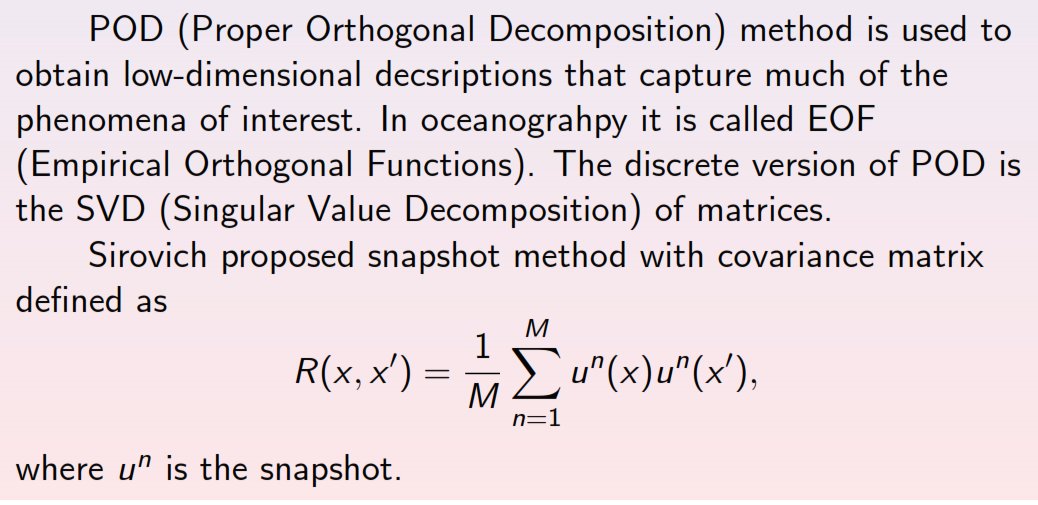 POD (Proper Orthogonal Decomposition) method is used to
obtain low-dimensional decsriptions that capture much of the
phenomena of interest. In oceanograhpy it is called EOF
(Empirical Orthogonal Functions). The discrete version of POD is
the SVD (Singular Value Decomposition) of matrices.
Sirovich proposed snapshot method with covariance matrix
defined as
R(x, x′) = 1/M ∑_{n=1}^{M} uⁿ(x)uⁿ(x′),
where uⁿ is the snapshot.